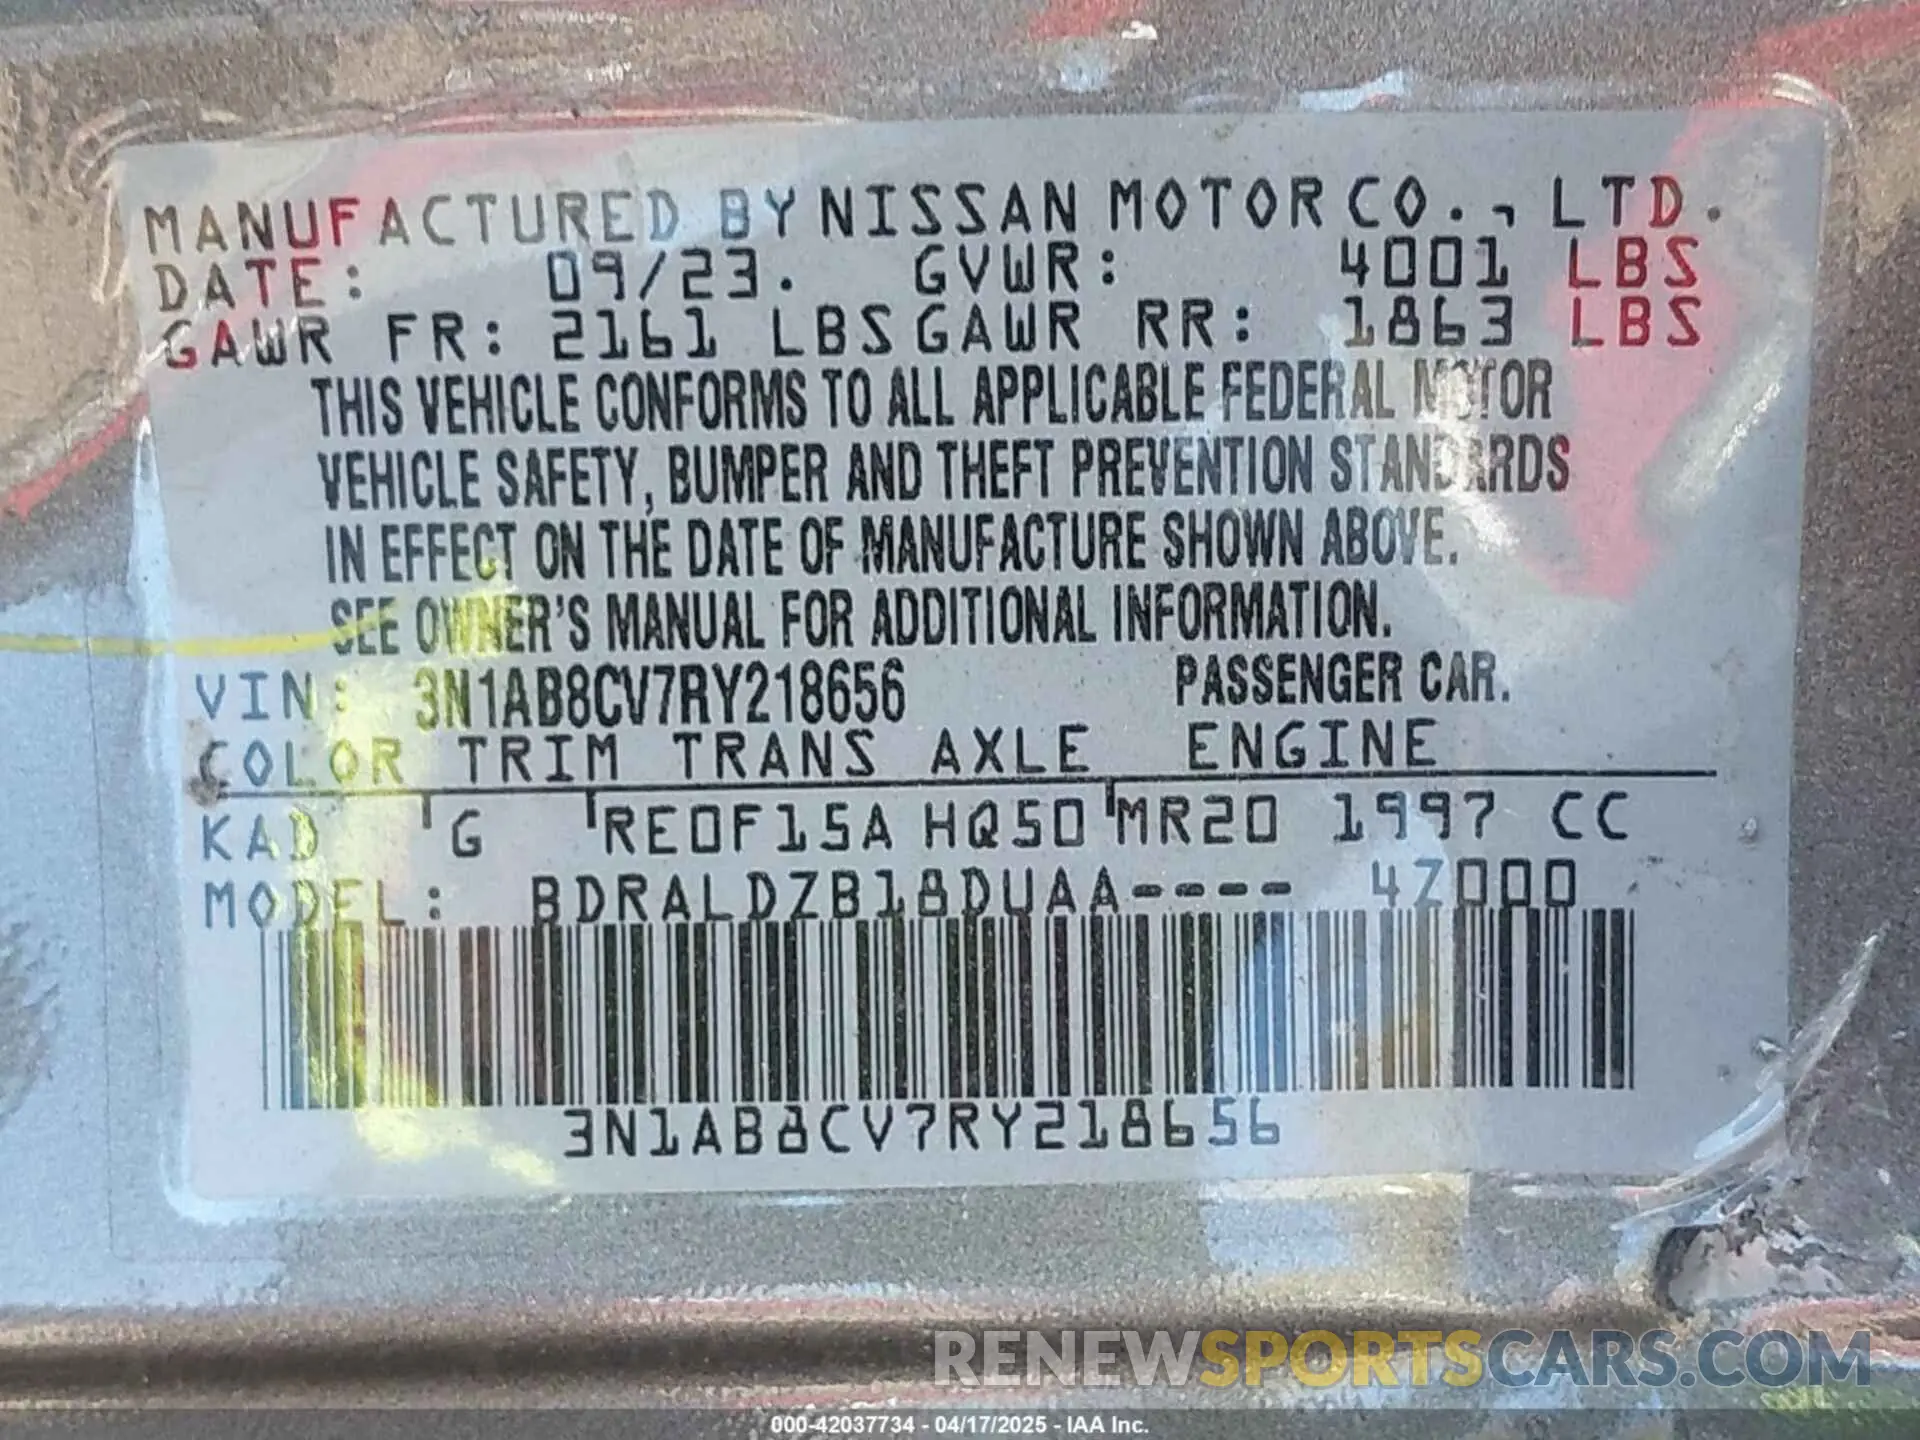 MANUFACTURED BY NISSAN MOTOR CO., LTD.
DATE: 09/23. GVWR: 4001 LBS
GAWR FR: 2161 LBS GAWR RR: 1863 LBS
THIS VEHICLE CONFORMS TO ALL APPLICABLE FEDERAL MOTOR
VEHICLE SAFETY, BUMPER AND THEFT PREVENTION STANDARDS
IN EFFECT ON THE DATE OF MANUFACTURE SHOWN ABOVE.
SEE OWNER'S MANUAL FOR ADDITIONAL INFORMATION.
VIN: 3N1AB8CV7RY218656 PASSENGER CAR.
COLOR TRIM TRANS AXLE ENGINE
KAD G RE0F15A HQ50 MR20 1997 CC
MODEL: BDRALDZB18DUAA---- 4Z000
3N1AB8CV7RY218656
RENEWSPORTSCARS.COM
000-42037734 - 04/17/2025 - IAA Inc.